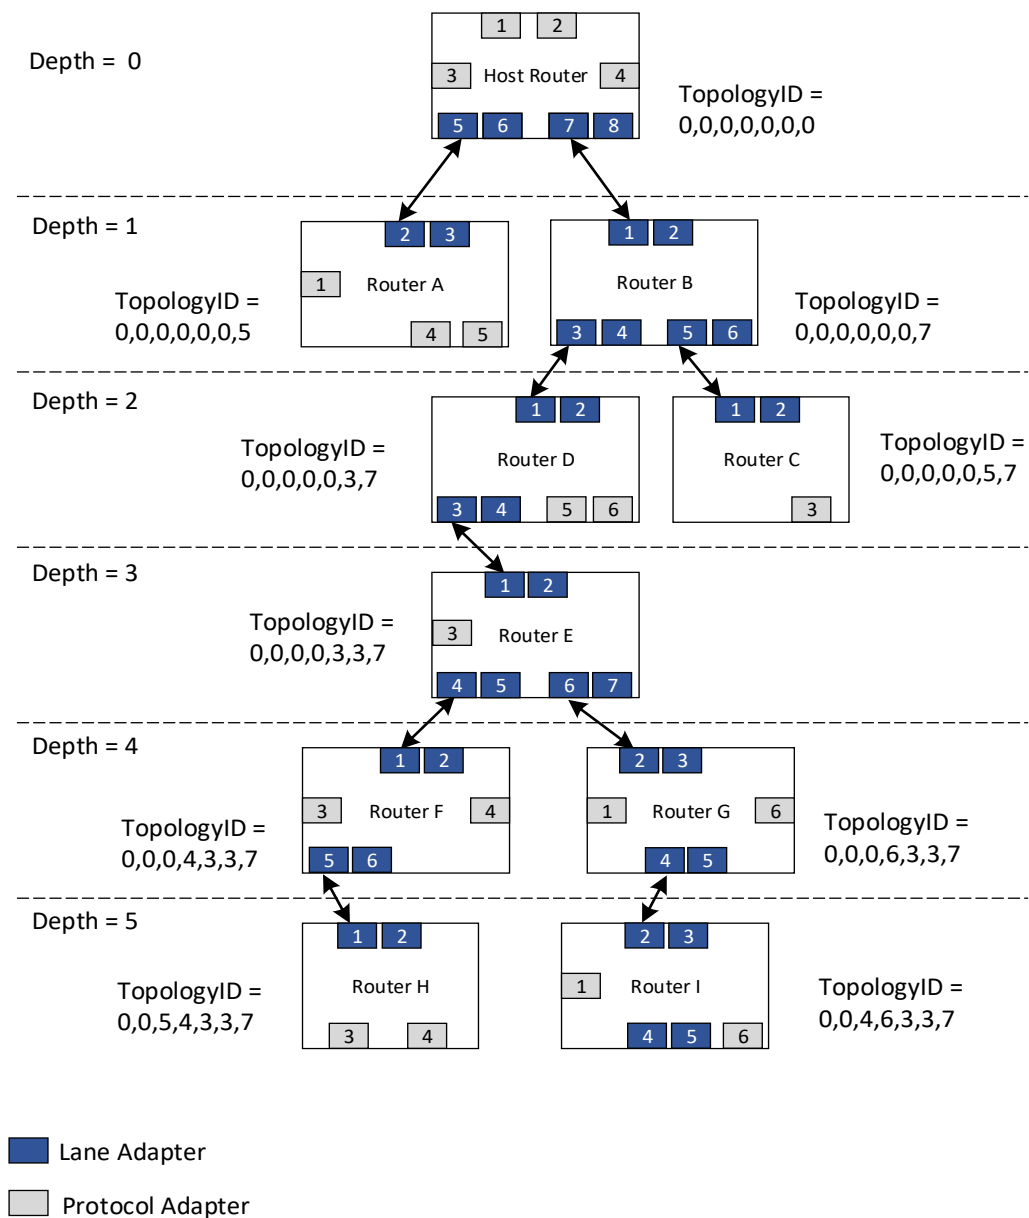 Depth =  0
1 2
3 Host Router 4
5 6 7 8
TopologyID =
0,0,0,0,0,0,0
Depth = 1
2 3
1 Router A
4 5
TopologyID =
0,0,0,0,0,0,5
1 2
Router B
3 4 5 6
TopologyID =
0,0,0,0,0,0,7
Depth = 2
1 2
Router D
3 4 5 6
TopologyID =
0,0,0,0,0,3,7
1 2
Router C
3
TopologyID =
0,0,0,0,0,5,7
Depth = 3
1 2
3 Router E
4 5 6 7
TopologyID =
0,0,0,0,3,3,7
Depth = 4
1 2
3 Router F 4
5 6
TopologyID =
0,0,0,4,3,3,7
2 3
1 Router G 6
4 5
TopologyID =
0,0,0,6,3,3,7
Depth = 5
1 2
Router H
3 4
TopologyID =
0,0,5,4,3,3,7
2 3
1 Router I
4 5 6
TopologyID =
0,0,4,6,3,3,7
Lane Adapter
Protocol Adapter